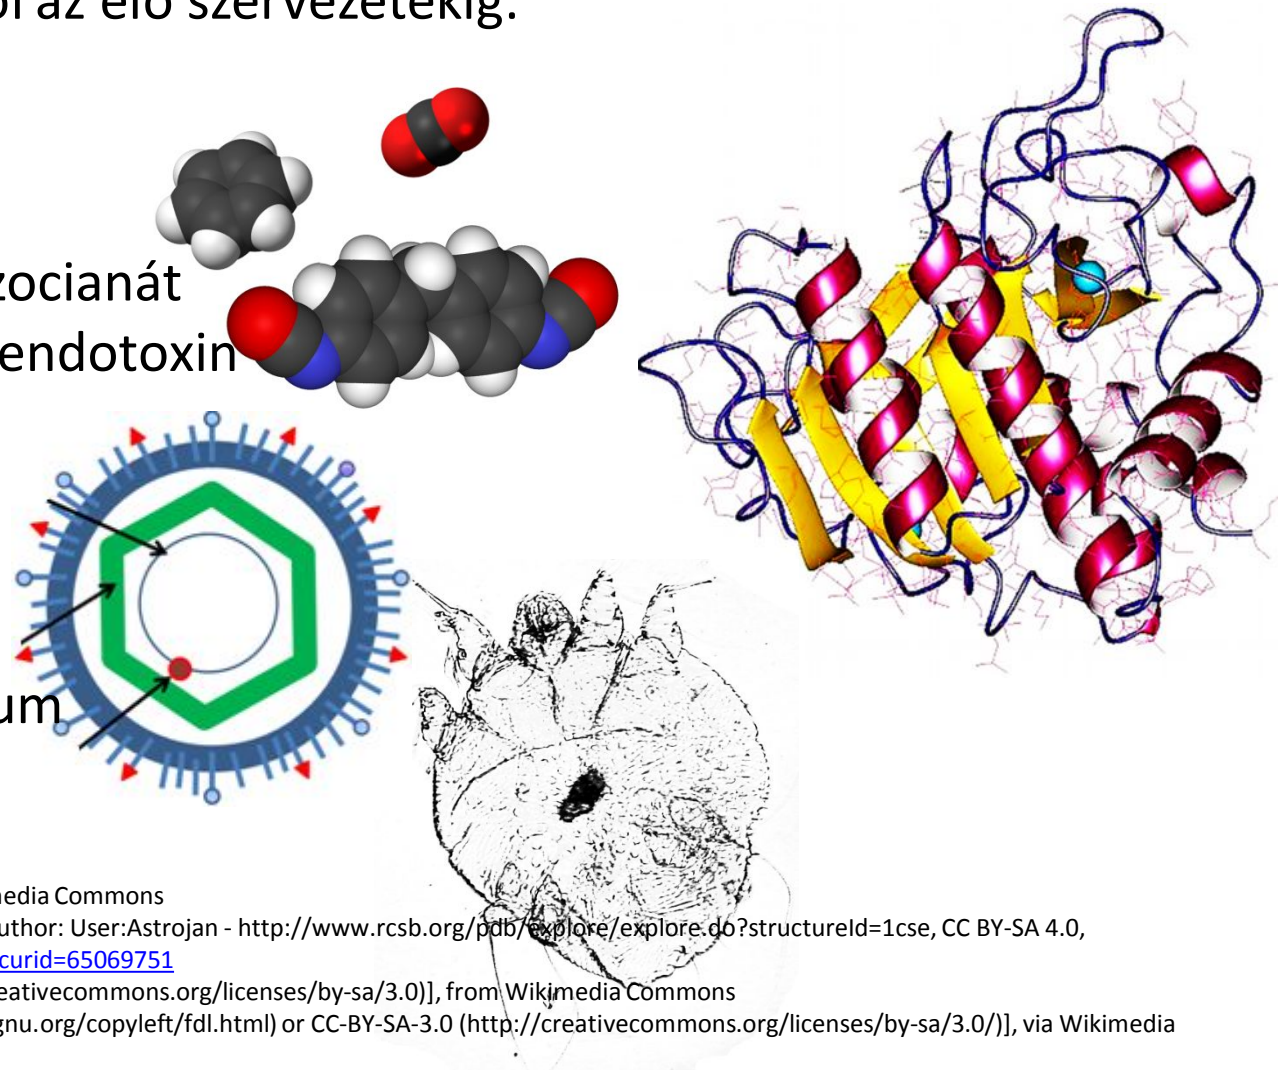 ól az élő szervezetekig.
zocianát
endotoxin
um
media Commons
uthor: User:Astrojan - http://www.rcsb.org/pdb/explore/explore.do?structureId=1cse, CC BY-SA 4.0,
curid=65069751
eativecommons.org/licenses/by-sa/3.0)], from Wikimedia Commons
gnu.org/copyleft/fdl.html) or CC-BY-SA-3.0 (http://creativecommons.org/licenses/by-sa/3.0/)], via Wikimedia